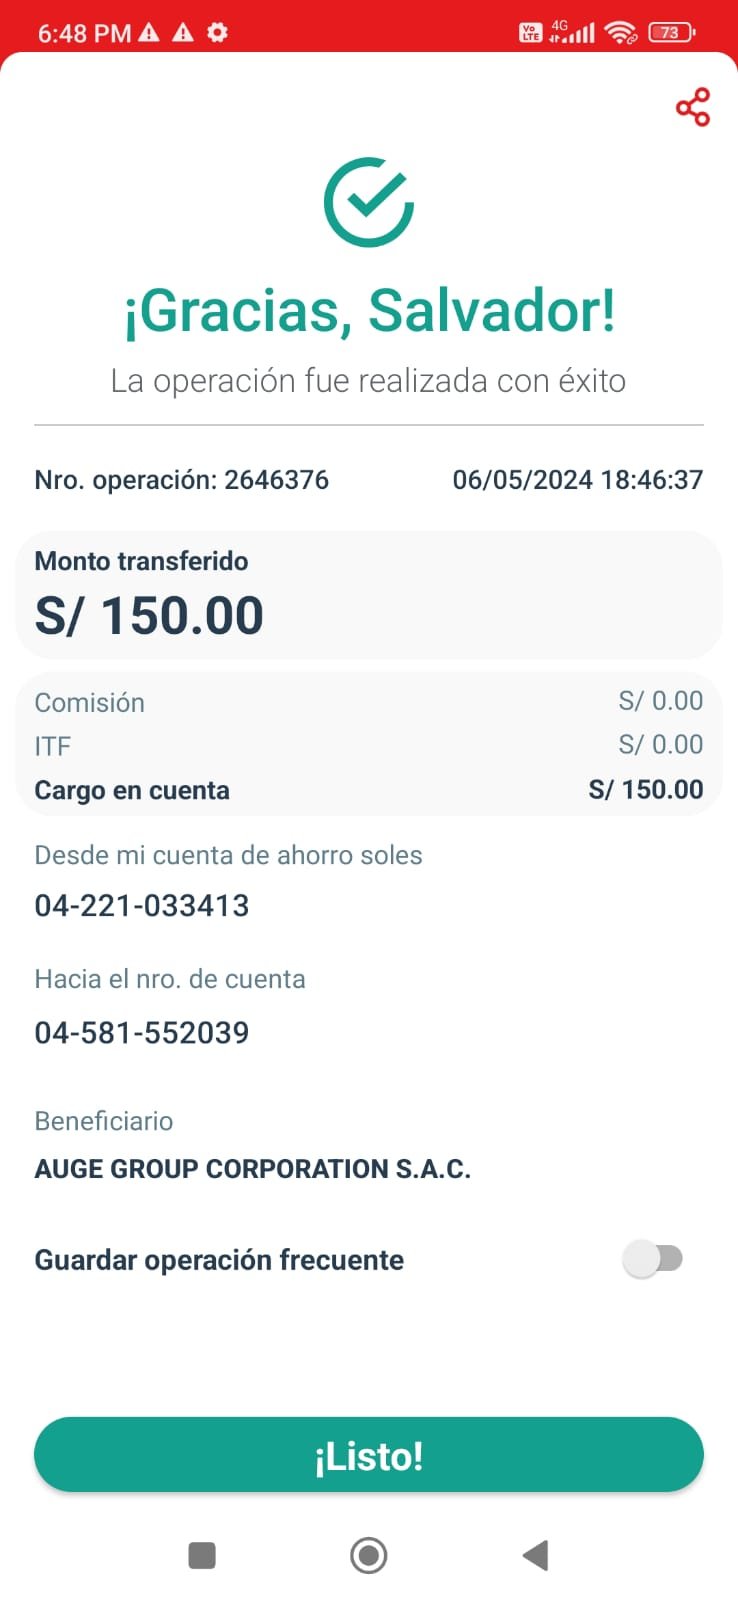 6:48 PM
Vo LTE 4G 73
¡Gracias, Salvador!
La operación fue realizada con éxito
Nro. operación: 2646376 06/05/2024 18:46:37
Monto transferido
S/ 150.00
Comisión S/ 0.00
ITF S/ 0.00
Cargo en cuenta S/ 150.00
Desde mi cuenta de ahorro soles
04-221-033413
Hacia el nro. de cuenta
04-581-552039
Beneficiario
AUGE GROUP CORPORATION S.A.C.
Guardar operación frecuente
¡Listo!